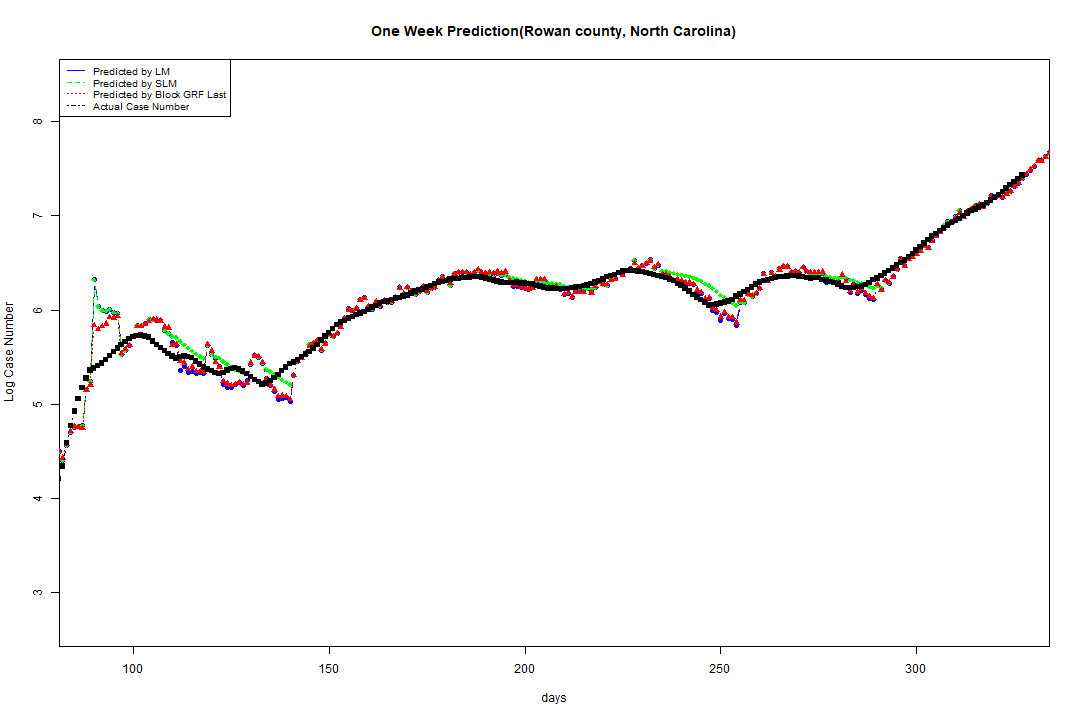 One Week Prediction(Rowan county, North Carolina)
Predicted by LM
Predicted by SLM
Predicted by Block GRF Last
Actual Case Number
8
7
6
5
4
3
Log Case Number
100 150 200 250 300
days